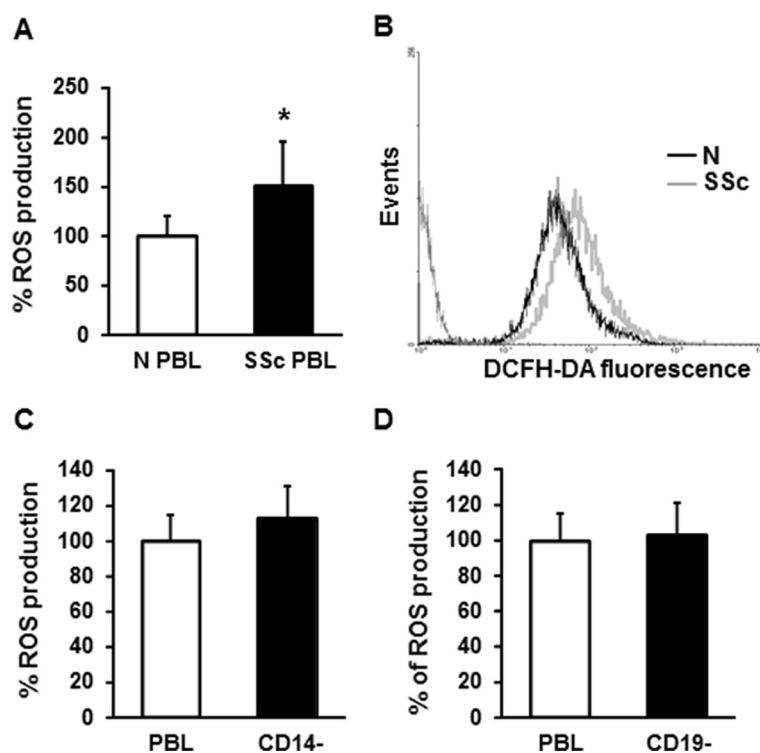 A
% ROS production
250
200
150
100
50
0
*
N PBL
SSc PBL
B
Events
N
SSc
DCFH-DA fluorescence
C
% ROS production
140
120
100
80
60
40
20
0
PBL
CD14-
D
% of ROS production
140
120
100
80
60
40
20
0
PBL
CD19-